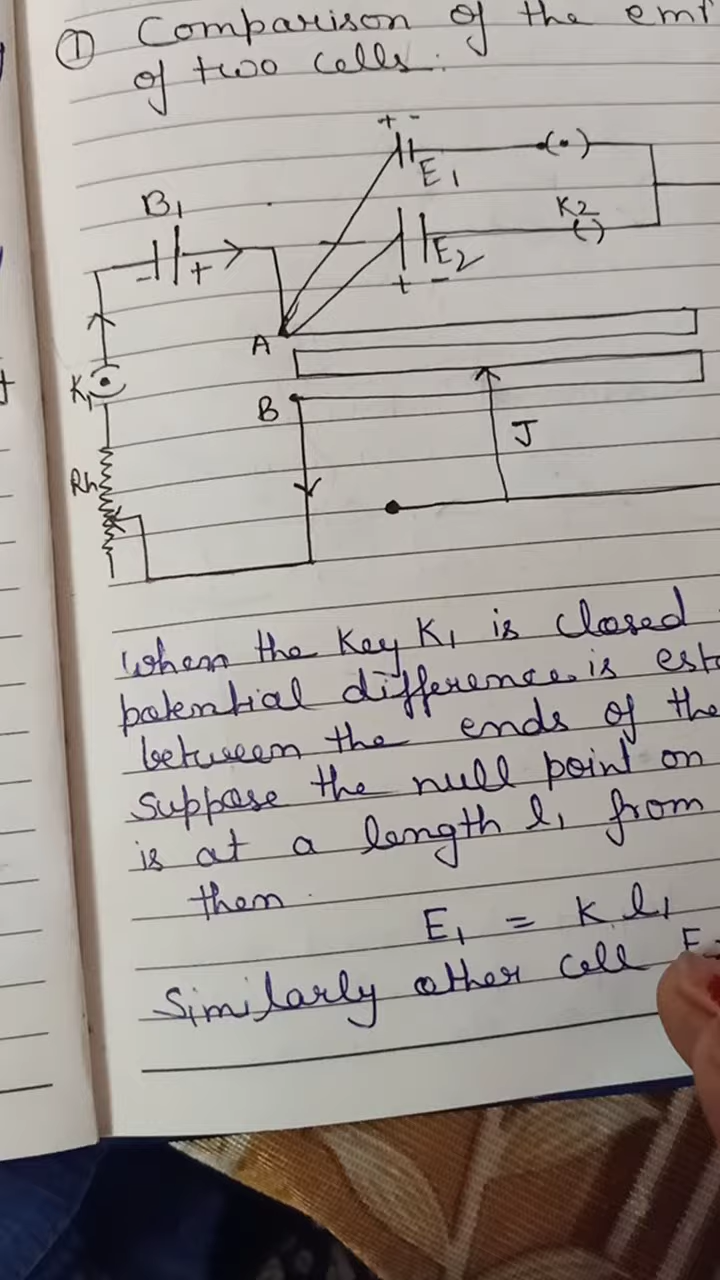 ① Comparison of the emf
of two cells.
+ -
E1 (•)
B1
K2
- +
E2 ( )
+ -
A
K1
B
J
Rh
When the Key K1 is closed
potential difference is est
between the ends of the
Suppose the null point on
is at a length l1 from
then
E1 = K l1
Similarly other cell E